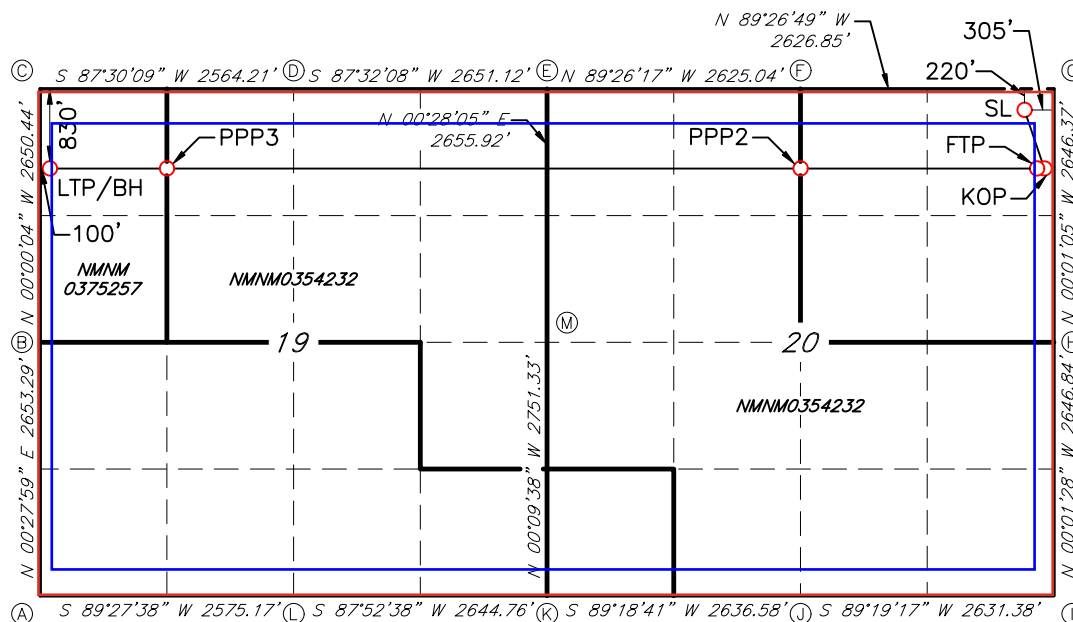 N 89°26'49" W
2626.85'
305'
220'
Ⓒ
S 87°30'09" W 2564.21'
Ⓓ
S 87°32'08" W 2651.12'
Ⓔ
N 89°26'17" W 2625.04'
Ⓕ
SL
830'
N 00°28'05" E
2655.92'
PPP3
PPP2
FTP
LTP/BH
KOP
100'
N 00°00'04" W 2650.44'
N 00°01'05" W 2646.37'
NMNM
0375257
NMNM0354232
Ⓜ
Ⓑ
19
20
Ⓗ
NMNM0354232
N 00°27'59" E 2653.29'
N 00°09'38" W 2751.33'
N 00°01'28" W 2646.84'
Ⓐ
S 89°27'38" W 2575.17'
Ⓛ
S 87°52'38" W 2644.76'
Ⓚ
S 89°18'41" W 2636.58'
Ⓙ
S 89°19'17" W 2631.38'